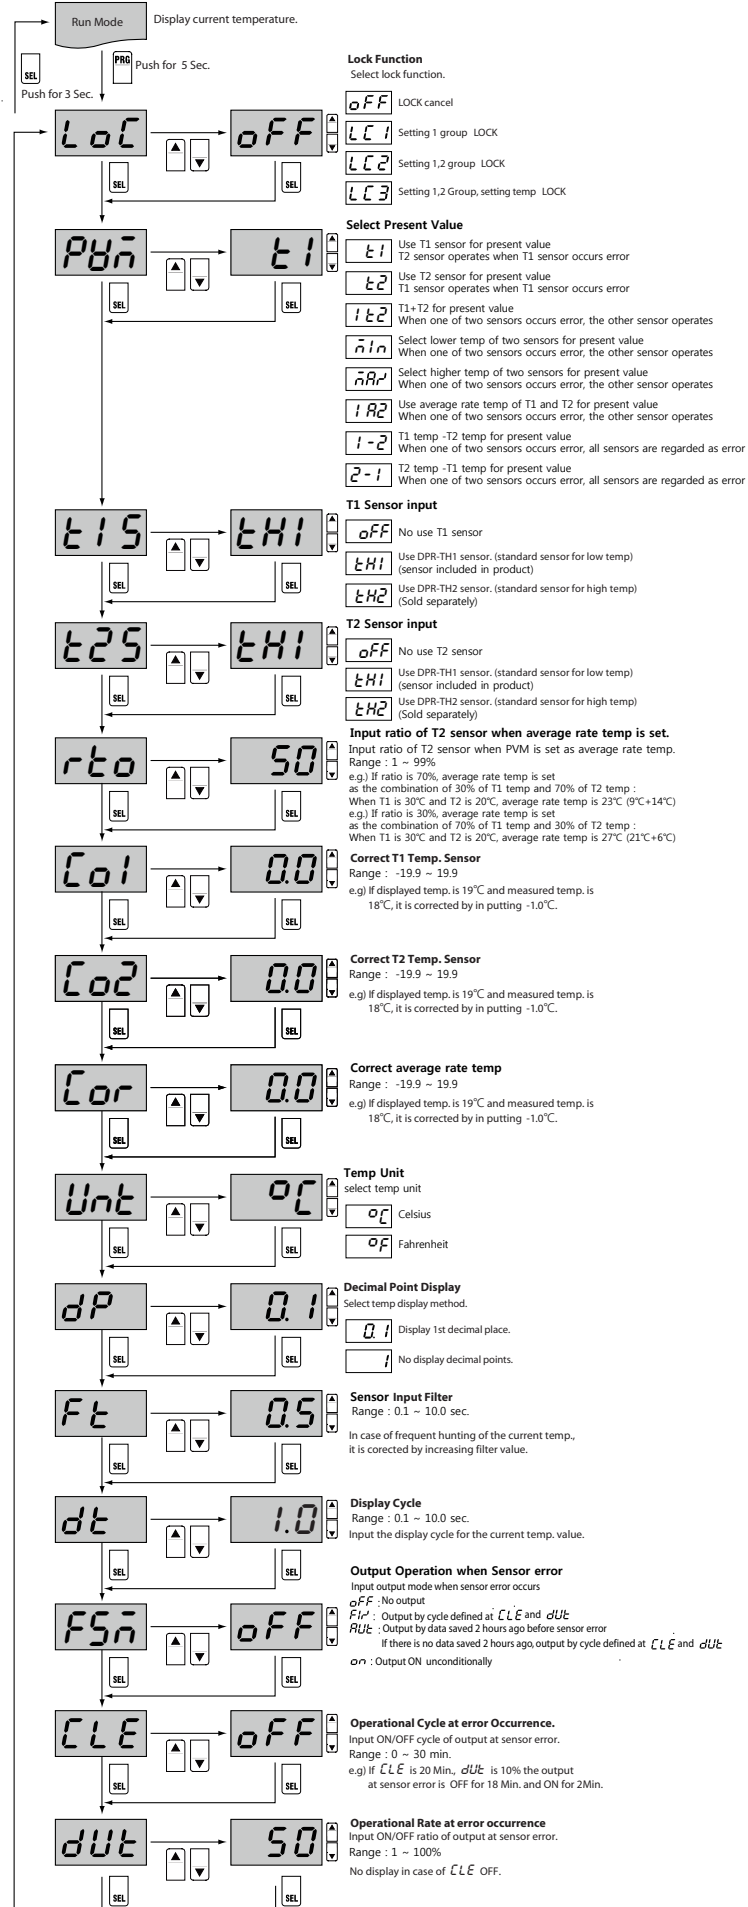 Run Mode
Display current temperature.
PRG
Push for 5 Sec.
SEL
Push for 3 Sec.
LoC
oFF
SEL
SEL
Lock Function
Select lock function.
oFF LOCK cancel
LC1 Setting 1 group LOCK
LC2 Setting 1,2 group LOCK
LC3 Setting 1,2 Group, setting temp LOCK
t1
SEL
SEL
Select Present Value
t1 Use T1 sensor for present value
T2 sensor operates when T1 sensor occurs error
t2 Use T2 sensor for present value
T1 sensor operates when T1 sensor occurs error
1t2 T1+T2 for present value
When one of two sensors occurs error, the other sensor operates
Select lower temp of two sensors for present value
When one of two sensors occurs error, the other sensor operates
Select higher temp of two sensors for present value
When one of two sensors occurs error, the other sensor operates
1A2 Use average rate temp of T1 and T2 for present value
When one of two sensors occurs error, the other sensor operates
1-2 T1 temp -T2 temp for present value
When one of two sensors occurs error, all sensors are regarded as error
2-1 T2 temp -T1 temp for present value
When one of two sensors occurs error, all sensors are regarded as error
t1S
tH1
SEL
SEL
T1 Sensor input
oFF No use T1 sensor
tH1 Use DPR-TH1 sensor. (standard sensor for low temp)
(sensor included in product)
tH2 Use DPR-TH2 sensor. (standard sensor for high temp)
(Sold separately)
t2S
tH1
SEL
SEL
T2 Sensor input
oFF No use T2 sensor
tH1 Use DPR-TH1 sensor. (standard sensor for low temp)
(sensor included in product)
tH2 Use DPR-TH2 sensor. (standard sensor for high temp)
(Sold separately)
rto
50
SEL
SEL
Input ratio of T2 sensor when average rate temp is set.
Input ratio of T2 sensor when PVM is set as average rate temp.
Range : 1 ~ 99%
e.g.) If ratio is 70%, average rate temp is set
as the combination of 30% of T1 temp and 70% of T2 temp :
When T1 is 30℃ and T2 is 20℃, average rate temp is 23℃ (9℃+14℃)
e.g.) If ratio is 30%, average rate temp is set
as the combination of 70% of T1 temp and 30% of T2 temp :
When T1 is 30℃ and T2 is 20℃, average rate temp is 27℃ (21℃+6℃)
Co1
0.0
SEL
SEL
Correct T1 Temp. Sensor
Range : -19.9 ~ 19.9
e.g) If displayed temp. is 19℃ and measured temp. is
18℃, it is corrected by in putting -1.0℃.
Co2
0.0
SEL
SEL
Correct T2 Temp. Sensor
Range : -19.9 ~ 19.9
e.g) If displayed temp. is 19℃ and measured temp. is
18℃, it is corrected by in putting -1.0℃.
Cor
0.0
SEL
SEL
Correct average rate temp
Range : -19.9 ~ 19.9
e.g) If displayed temp. is 19℃ and measured temp. is
18℃, it is corrected by in putting -1.0℃.
Unt
oC
SEL
SEL
Temp Unit
select temp unit
oC Celsius
oF Fahrenheit
dP
0.1
SEL
SEL
Decimal Point Display
Select temp display method.
0.1 Display 1st decimal place.
1 No display decimal points.
Ft
0.5
SEL
SEL
Sensor Input Filter
Range : 0.1 ~ 10.0 sec.
In case of frequent hunting of the current temp.,
it is corected by increasing filter value.
dt
1.0
SEL
SEL
Display Cycle
Range : 0.1 ~ 10.0 sec.
Input the display cycle for the current temp. value.
oFF
SEL
SEL
Output Operation when Sensor error
Input output mode when sensor error occurs
oFF : No output
: Output by cycle defined at CLE and dUt
AUt : Output by data saved 2 hours ago before sensor error
If there is no data saved 2 hours ago, output by cycle defined at CLE and dUt
on : Output ON unconditionally
CLE
oFF
SEL
SEL
Operational Cycle at error Occurrence.
Input ON/OFF cycle of output at sensor error.
Range : 0 ~ 30 min.
e.g) If CLE is 20 Min., dUt is 10% the output
at sensor error is OFF for 18 Min. and ON for 2Min.
dUt
50
SEL
SEL
Operational Rate at error occurrence
Input ON/OFF ratio of output at sensor error.
Range : 1 ~ 100%
No display in case of CLE OFF.